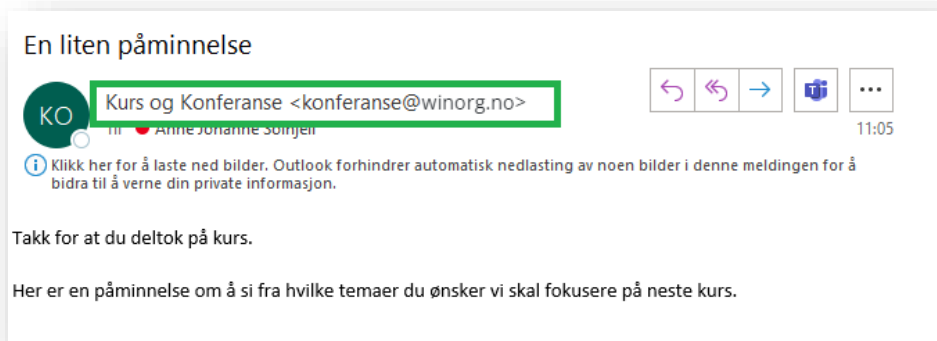 En liten påminnelse
KO
Kurs og Konferanse <konferanse@winorg.no>
Anne Johanne
11:05
Klikk her for å laste ned bilder. Outlook forhindrer automatisk nedlasting av noen bilder i denne meldingen for å
bidra til å verne din private informasjon.
Takk for at du deltok på kurs.
Her er en påminnelse om å si fra hvilke temaer du ønsker vi skal fokusere på neste kurs.